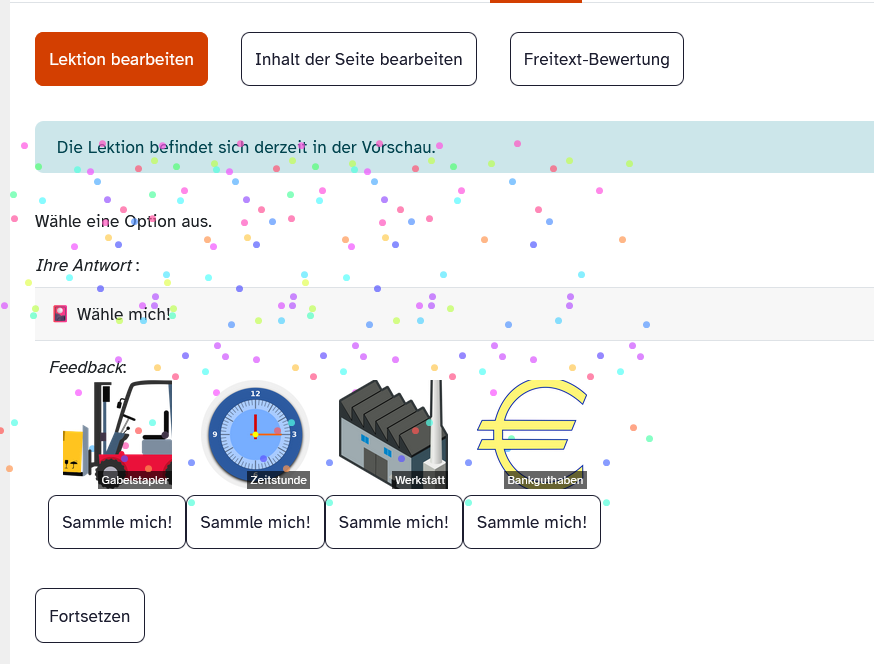 Lektion bearbeiten
Inhalt der Seite bearbeiten
Freitext-Bewertung
Die Lektion befindet sich derzeit in der Vorschau.
Wähle eine Option aus.
Ihre Antwort :
Wähle mich!
Feedback:
12
9
3
Gabelstapler
Zeitstunde
Werkstatt
Bankguthaben
Sammle mich!
Sammle mich!
Sammle mich!
Sammle mich!
Fortsetzen